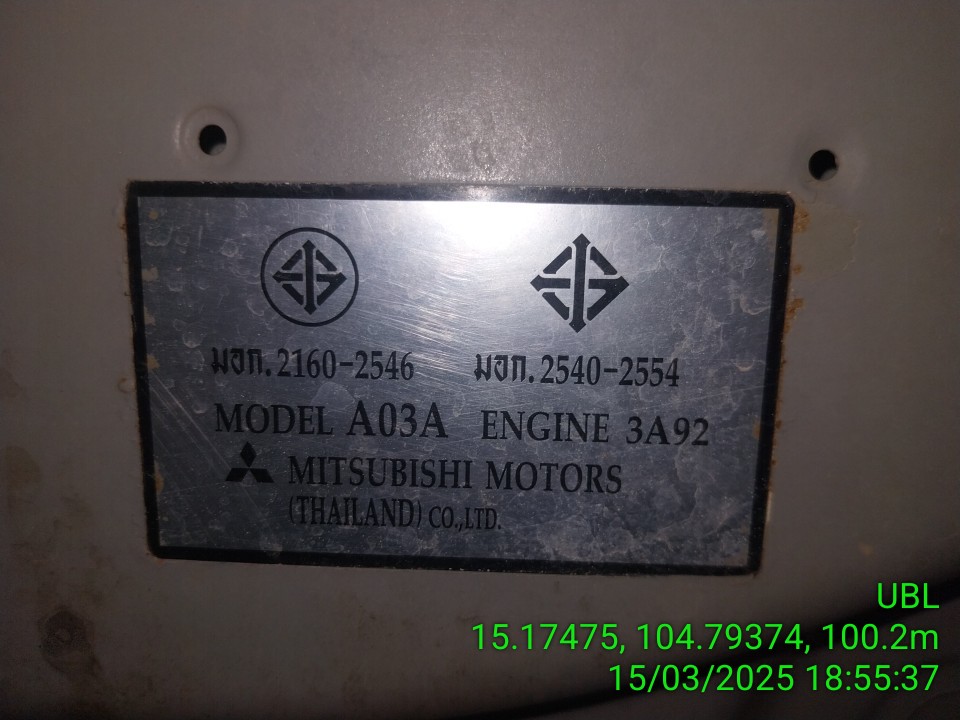 มอก.2160-2546 มอก.2540-2554
MODEL A03A ENGINE 3A92
MITSUBISHI MOTORS
(THAILAND) CO.,LTD.
UBL
15.17475, 104.79374, 100.2m
15/03/2025 18:55:37